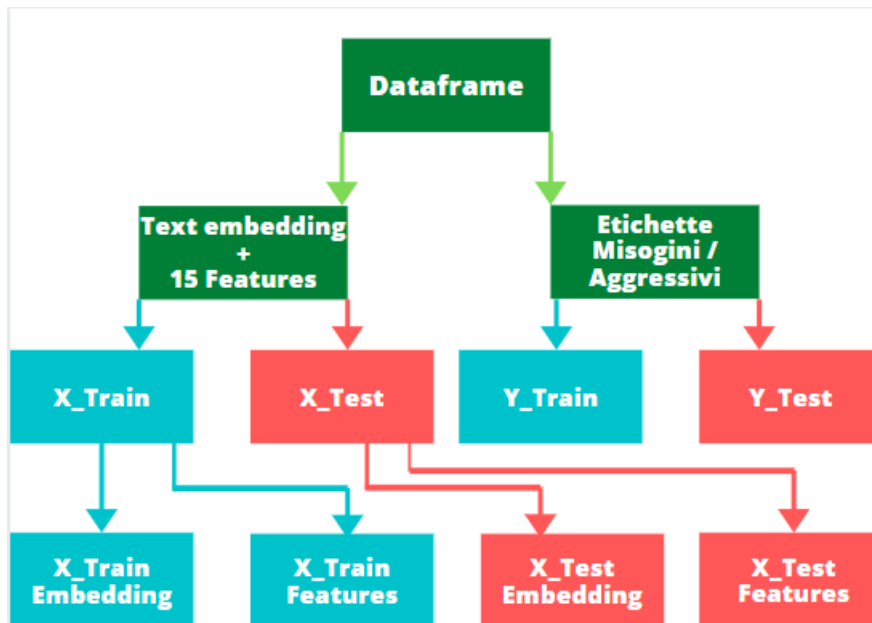 Dataframe
Text embedding
+
15 Features
Etichette
Misogini /
Aggressivi
X_Train
X_Test
Y_Train
Y_Test
X_Train
Embedding
X_Train
Features
X_Test
Embedding
X_Test
Features